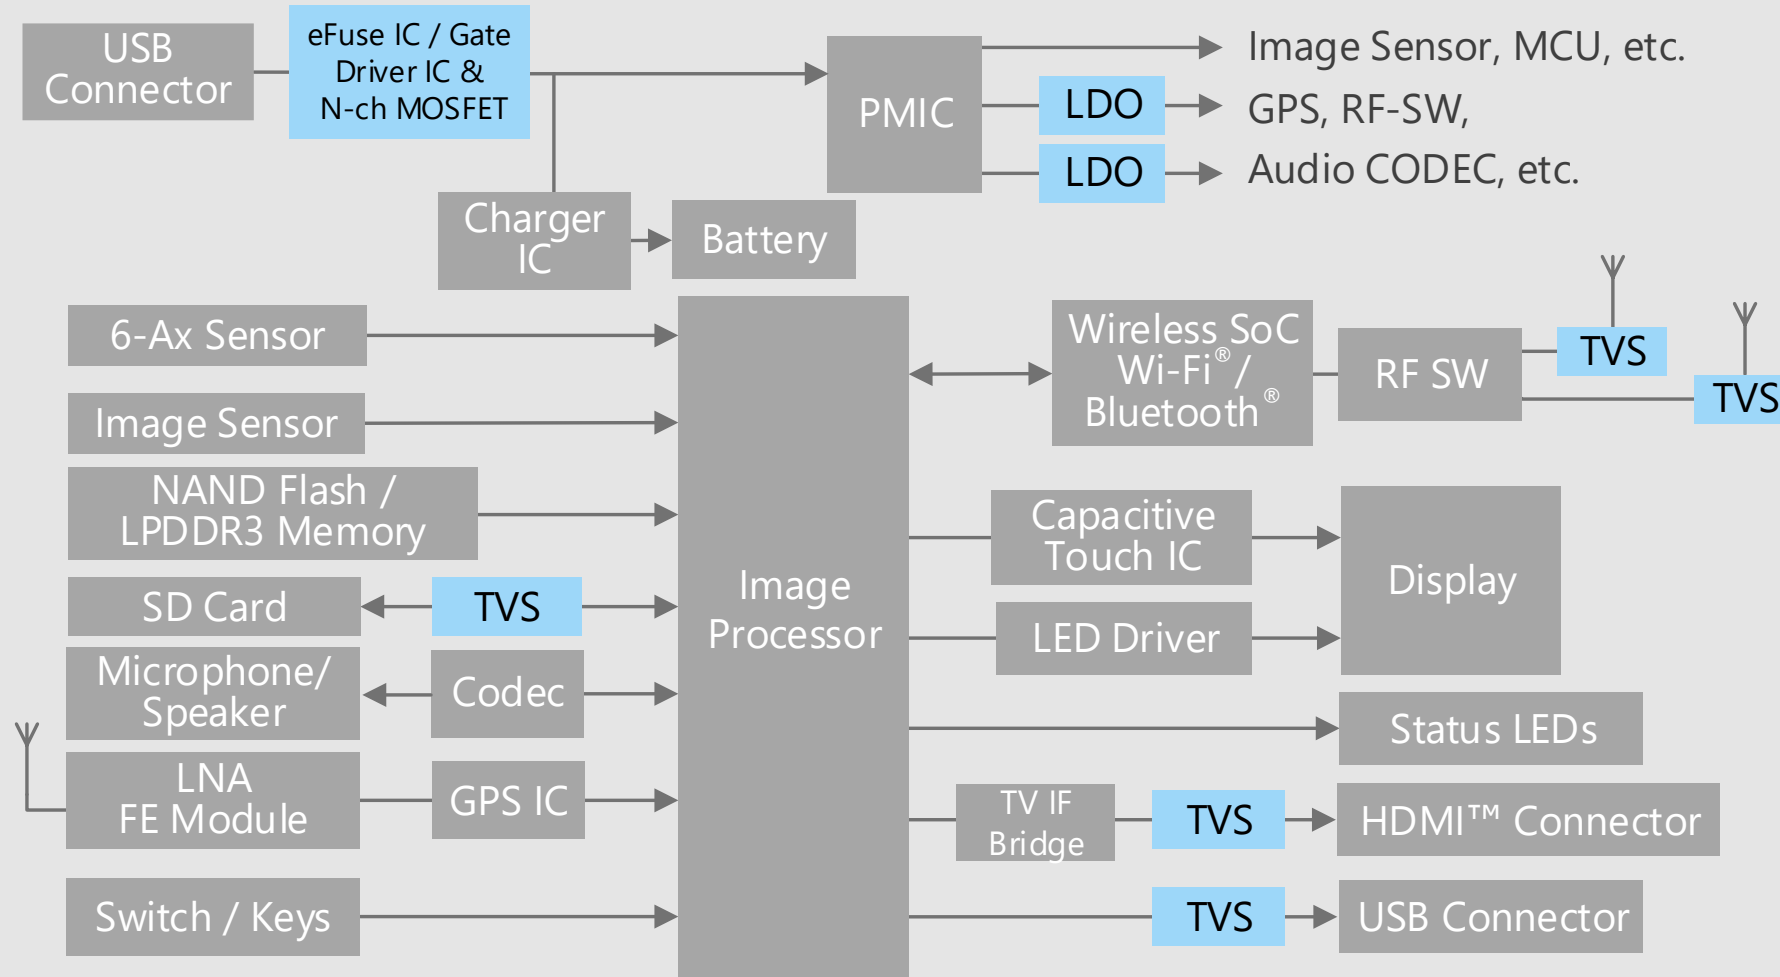 USB
Connector
eFuse IC / Gate
Driver IC &
N-ch MOSFET
PMIC
LDO
LDO
Image Sensor, MCU, etc.
GPS, RF-SW,
Audio CODEC, etc.
Charger
IC
Battery
6-Ax Sensor
Image Sensor
NAND Flash /
LPDDR3 Memory
SD Card
TVS
Microphone/
Speaker
Codec
LNA
FE Module
GPS IC
Switch / Keys
Image
Processor
Wireless SoC
Wi-Fi® /
Bluetooth®
RF SW
TVS
TVS
Capacitive
Touch IC
LED Driver
Display
Status LEDs
TV IF
Bridge
TVS
HDMI™ Connector
TVS
USB Connector